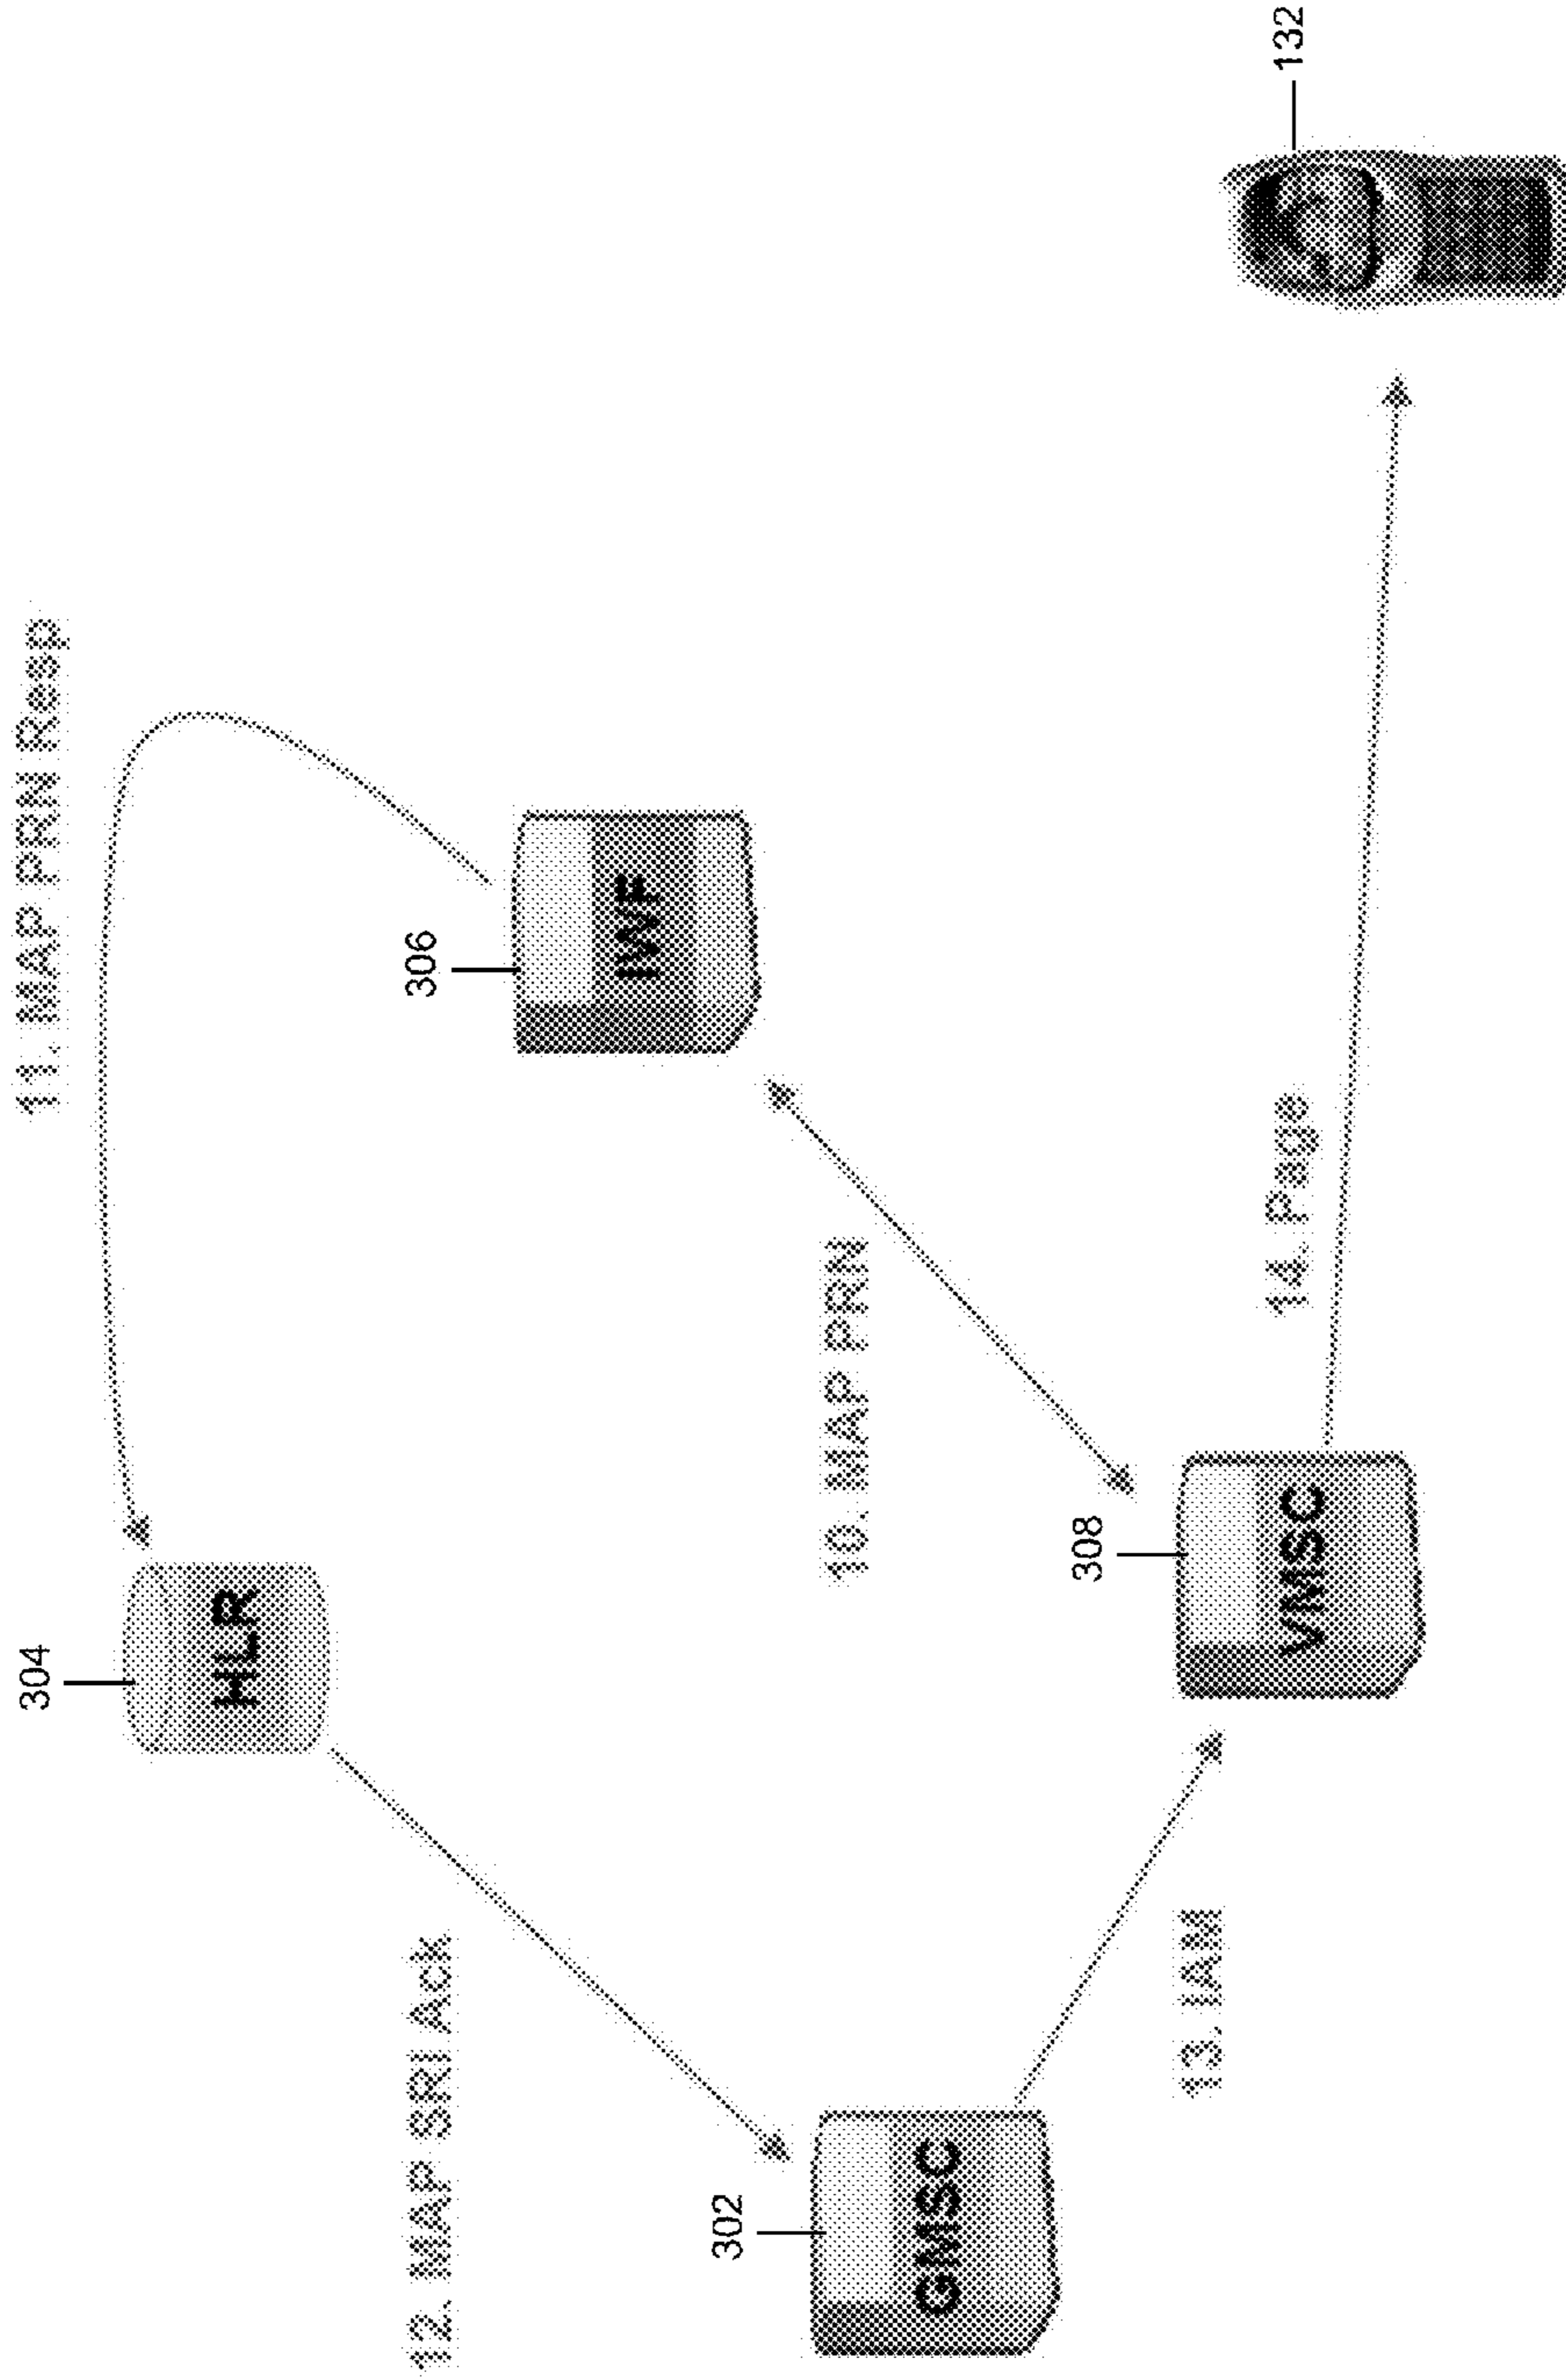 11. MAP PRN Resp
304
HLR
306
IWF
12. MAP SRI Ack
10. MAP PRN
302
GMSC
308
VMSC
13. IAM
14. Page
132